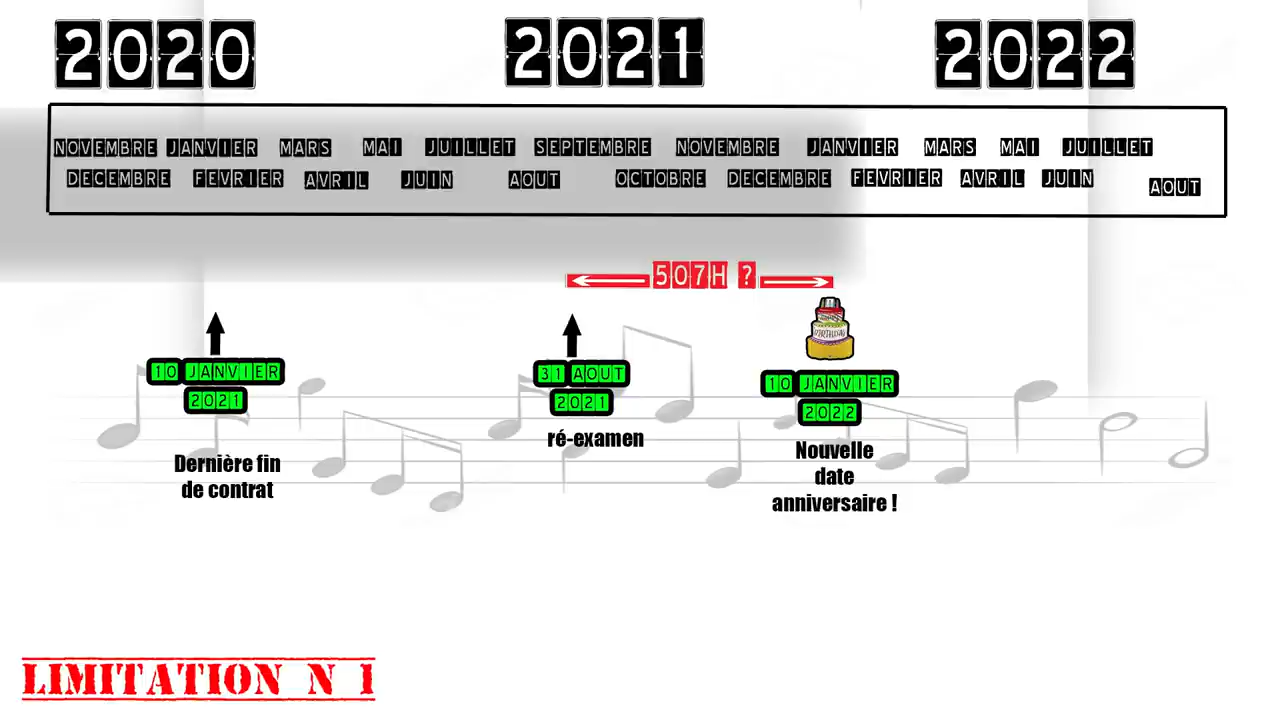 2020 2021 2022
NOVEMBRE JANVIER MARS MAI JUILLET SEPTEMBRE NOVEMBRE JANVIER MARS MAI JUILLET
DECEMBRE FEVRIER AVRIL JUIN AOUT OCTOBRE DECEMBRE FEVRIER AVRIL JUIN AOUT
507H ?
10 JANVIER
2021
Dernière fin
de contrat
31 AOUT
2021
ré-examen
10 JANVIER
2022
Nouvelle
date
anniversaire !
LIMITATION N 1